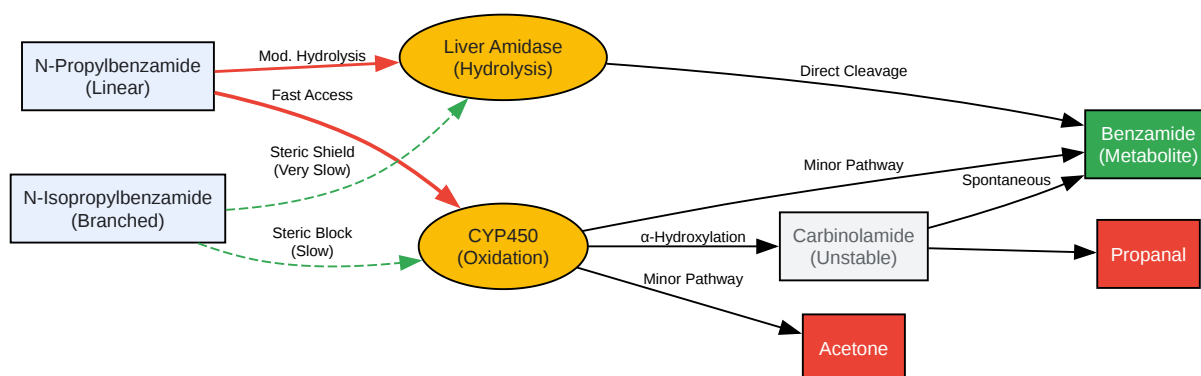 N-Propylbenzamide
(Linear)
Mod. Hydrolysis
Fast Access
Liver Amidase
(Hydrolysis)
Direct Cleavage
Steric Shield
(Very Slow)
N-Isopropylbenzamide
(Branched)
Steric Block
(Slow)
CYP450
(Oxidation)
Minor Pathway
α-Hydroxylation
Minor Pathway
Carbinolamide
(Unstable)
Spontaneous
Benzamide
(Metabolite)
Propanal
Acetone